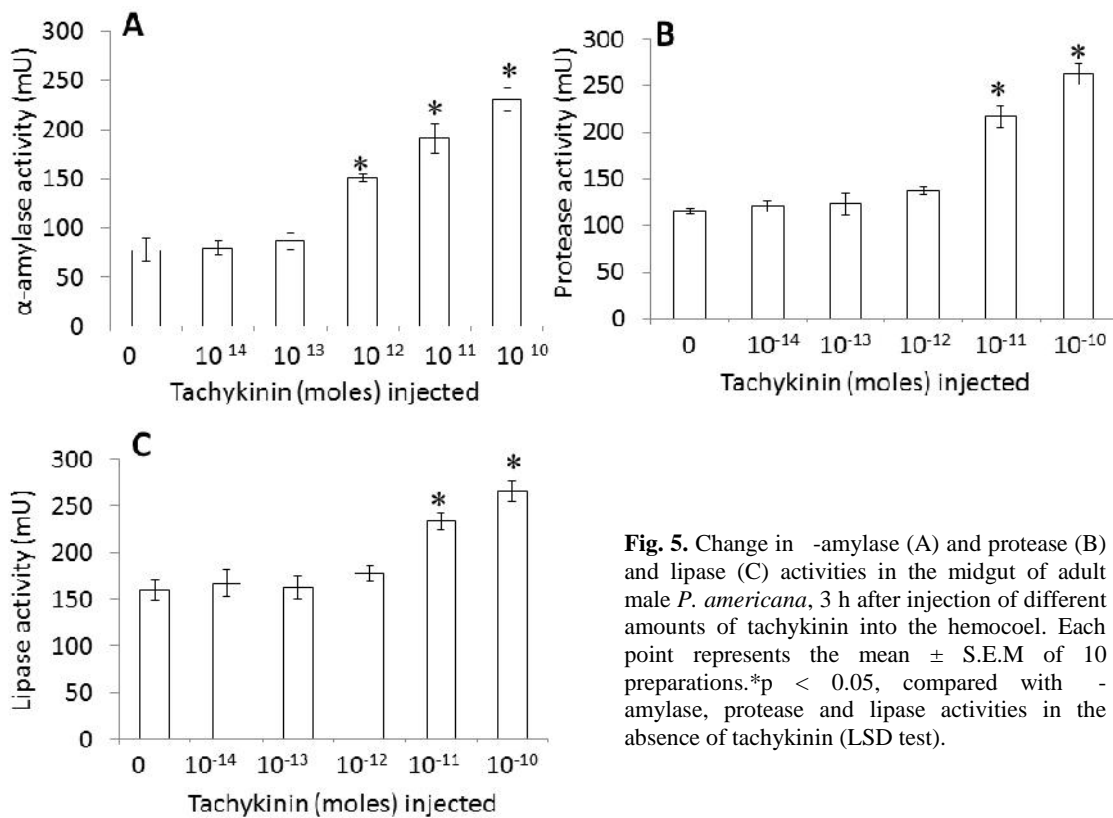 A
α-amylase activity (mU)
300
250
200
150
100
50
0
* * *
0 10 14 10 -13 10 12 10 11 10 -10
Tachykinin (moles) injected
B
Protease activity (mU)
300
250
200
150
100
50
0
* *
0 10-14 10-13 10-12 10-11 10-10
Tachykinin (moles) injected
C
Lipase activity (mU)
300
250
200
150
100
50
0
* *
0 10-14 10-13 10-12 10-11 10-10
Tachykinin (moles) injected
Fig. 5. Change in -amylase (A) and protease (B)
and lipase (C) activities in the midgut of adult
male P. americana, 3 h after injection of different
amounts of tachykinin into the hemocoel. Each
point represents the mean ± S.E.M of 10
preparations.*p < 0.05, compared with -
amylase, protease and lipase activities in the
absence of tachykinin (LSD test).